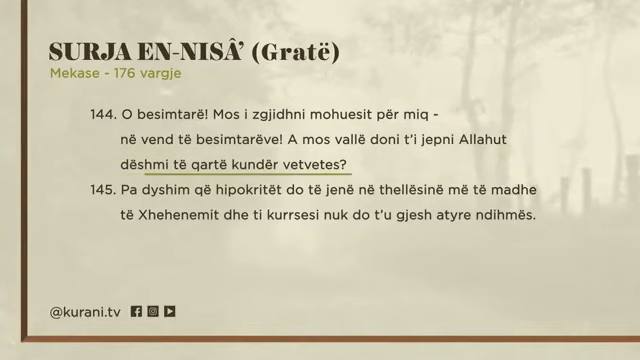 SURJA EN-NISÂ’ (Gratë)
Mekase - 176 vargje
144. O besimtarë! Mos i zgjidhni mohuesit për miq -
në vend të besimtarëve! A mos vallë doni t’i jepni Allahut
dëshmi të qartë kundër vetvetes?
145. Pa dyshim që hipokritët do të jenë në thellësinë më të madhe
të Xhehenemit dhe ti kurrsesi nuk do t’u gjesh atyre ndihmës.
@kurani.tv